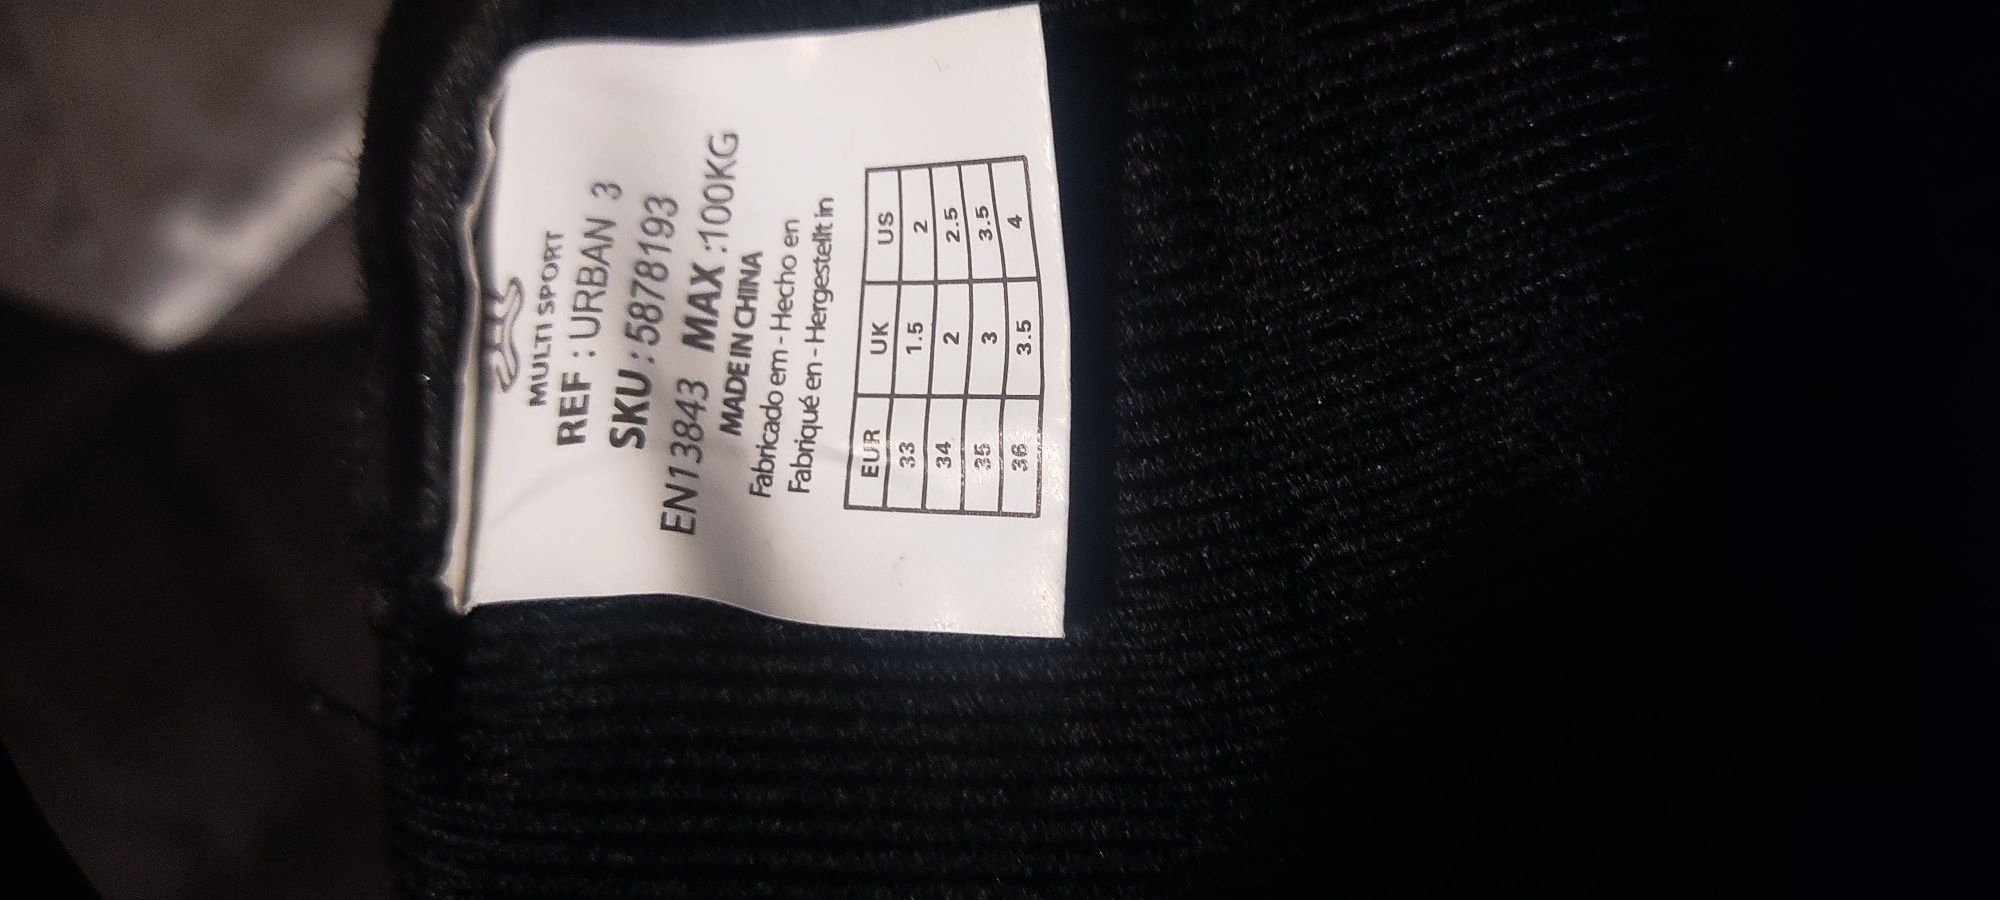 MULTI SPORT
REF : URBAN 3
SKU : 5878193
EN13843 MAX :100KG
MADE IN CHINA
Fabricado em - Hecho en
Fabriqué en - Hergestellt in
EUR UK US
33 1.5 2
34 2 2.5
35 3 3.5
36 3.5 4